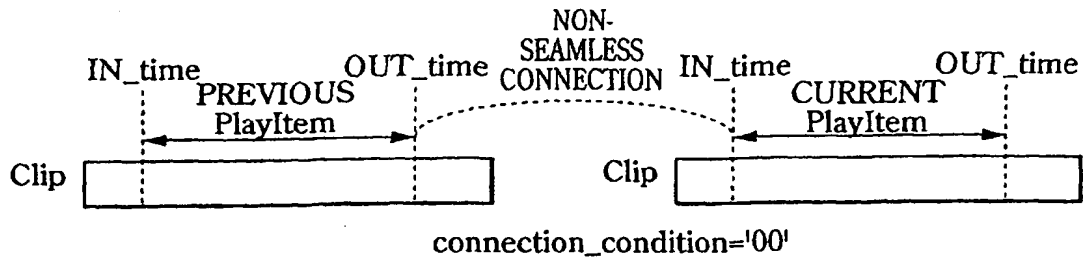 NON-
SEAMLESS
CONNECTION
IN_time OUT_time IN_time OUT_time
PREVIOUS CURRENT
PlayItem PlayItem
Clip Clip
connection_condition='00'